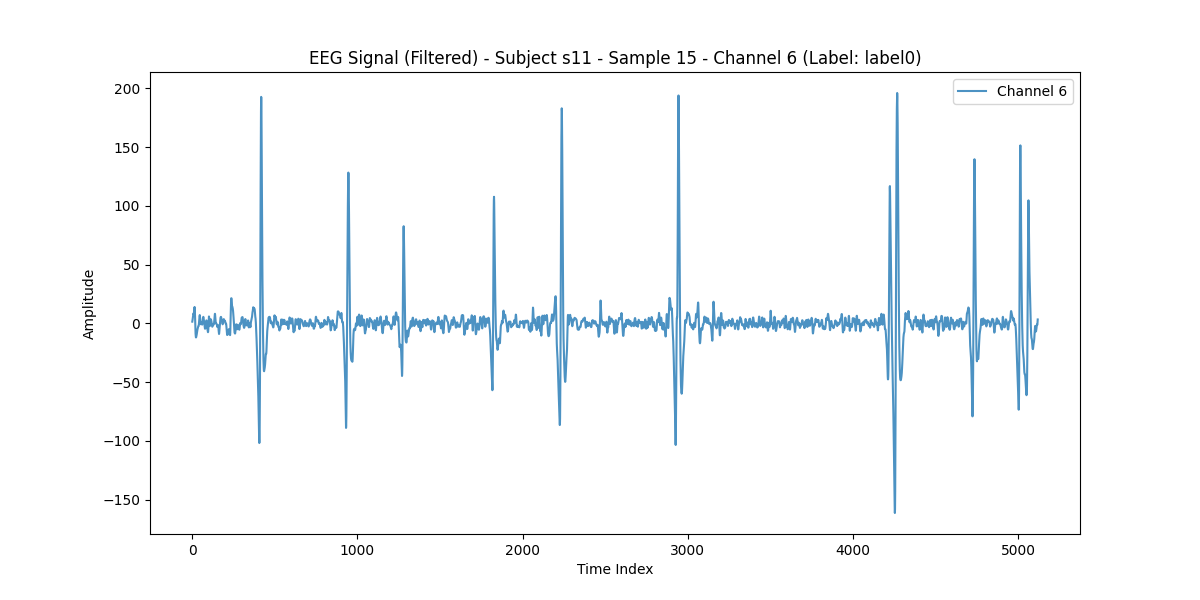 EEG Signal (Filtered) - Subject s11 - Sample 15 - Channel 6 (Label: label0)
Channel 6
200
150
100
50
0
−50
−100
−150
Amplitude
0 1000 2000 3000 4000 5000
Time Index